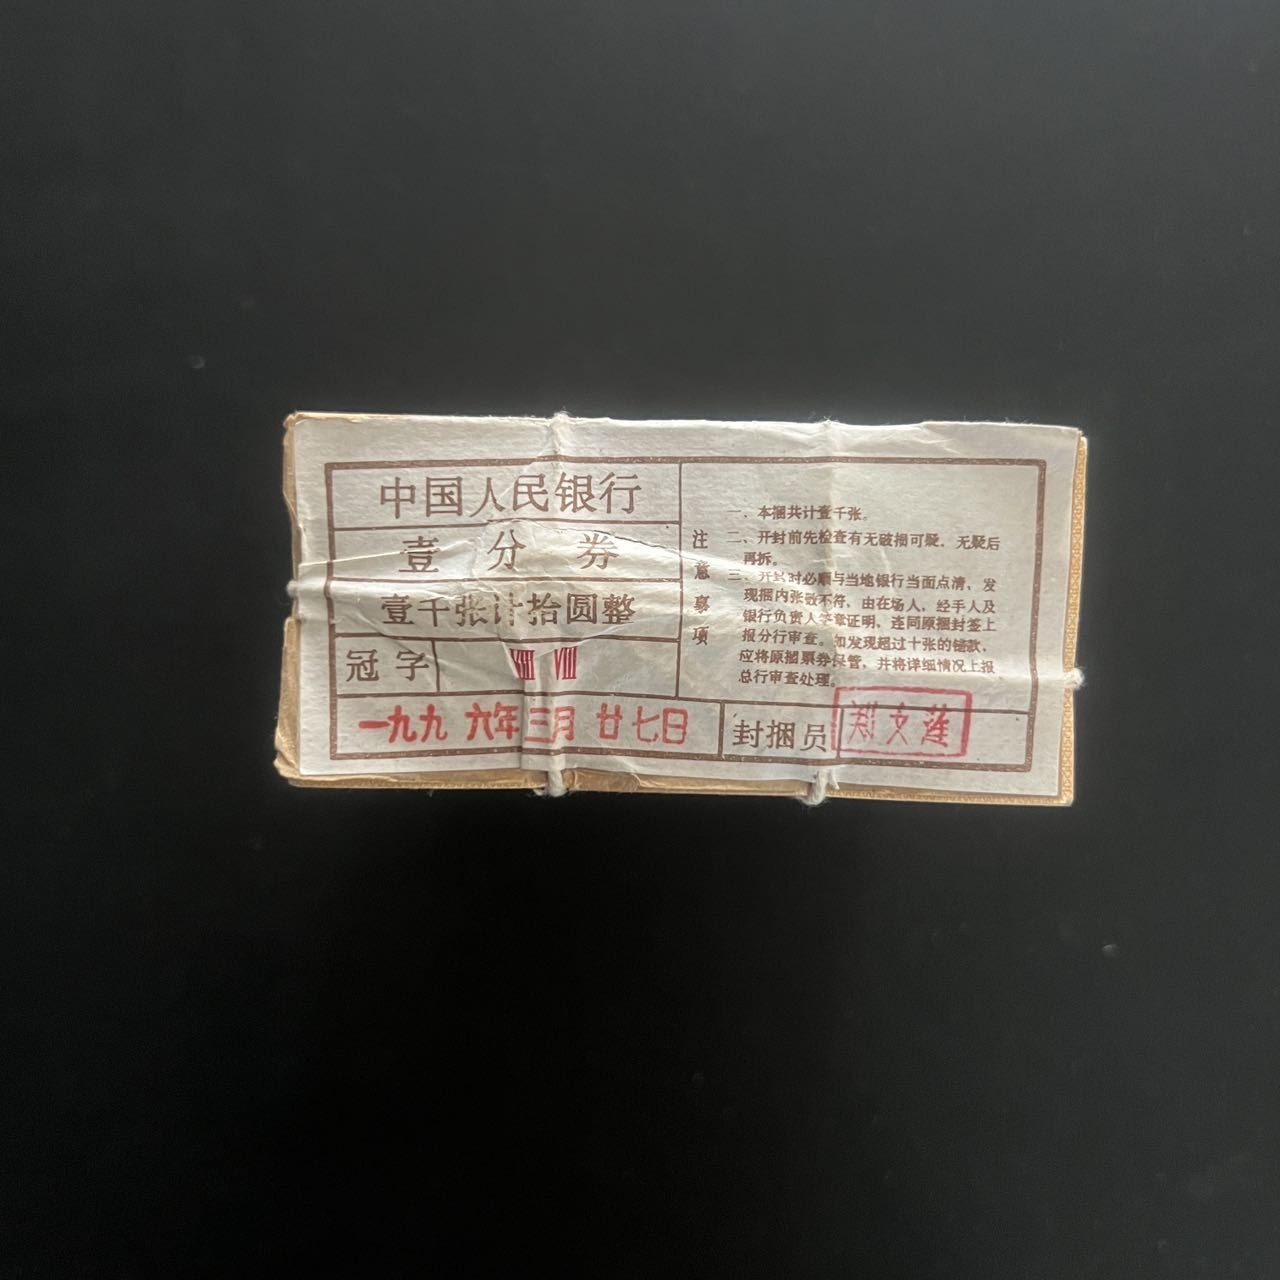 中国人民银行
壹分券
壹千张计拾圆整
冠字 Ⅷ Ⅷ
一九九六年三月廿七日
注意事项
一、本捆共计壹千张。
二、开封前先检查有无破损可疑，无疑后
再拆。
三、开封时必须与当地银行当面点清，发
现捆内张数不符，由在场人，经手人及
银行负责人签章证明，连同原捆封签上
报分行审查。如发现超过十张的错款，
应将原捆票券保管，并将详细情况上报
总行审查处理。
封捆员 郑文莲